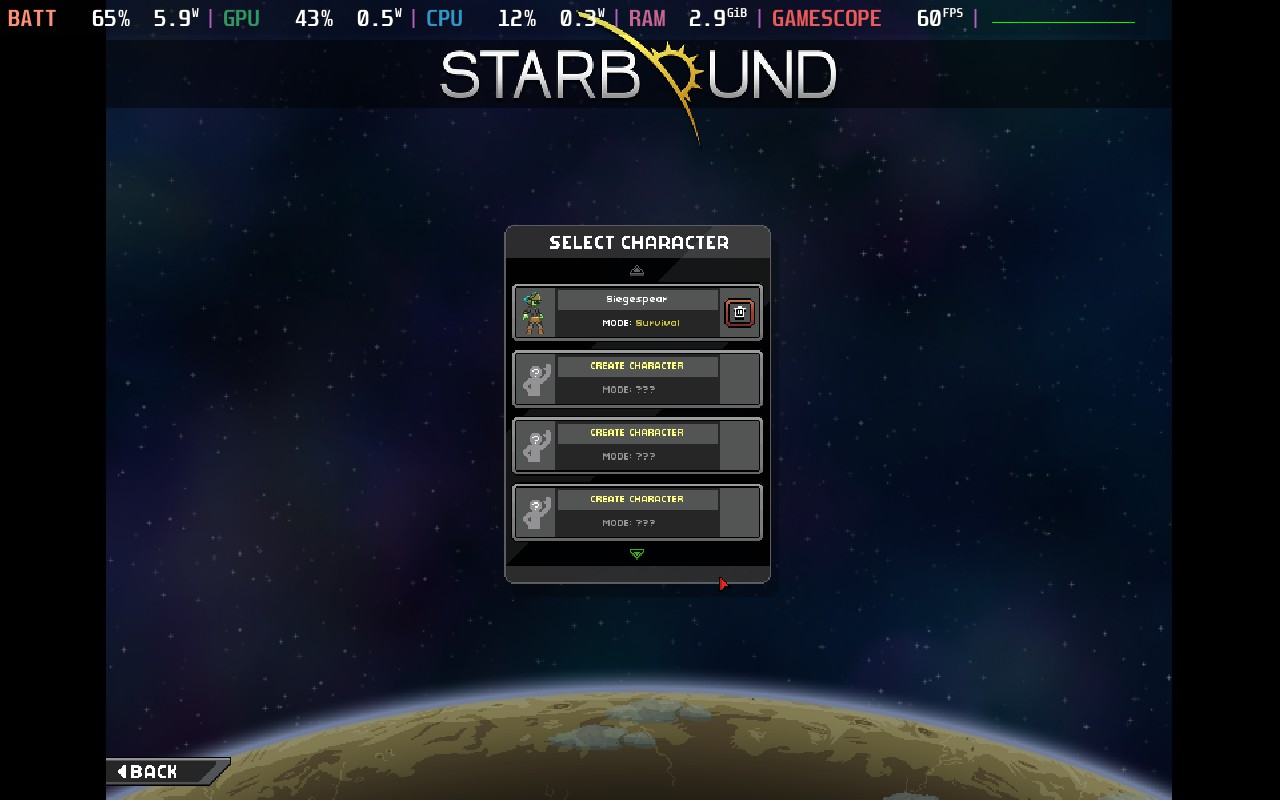 BATT 65% 5.9W | GPU 43% 0.5W | CPU 12% 0.3W | RAM 2.9GiB | GAMESCOPE 60FPS |
STARBOUND
SELECT CHARACTER
Siegespear
MODE: Survival
CREATE CHARACTER
MODE: ???
CREATE CHARACTER
MODE: ???
CREATE CHARACTER
MODE: ???
BACK